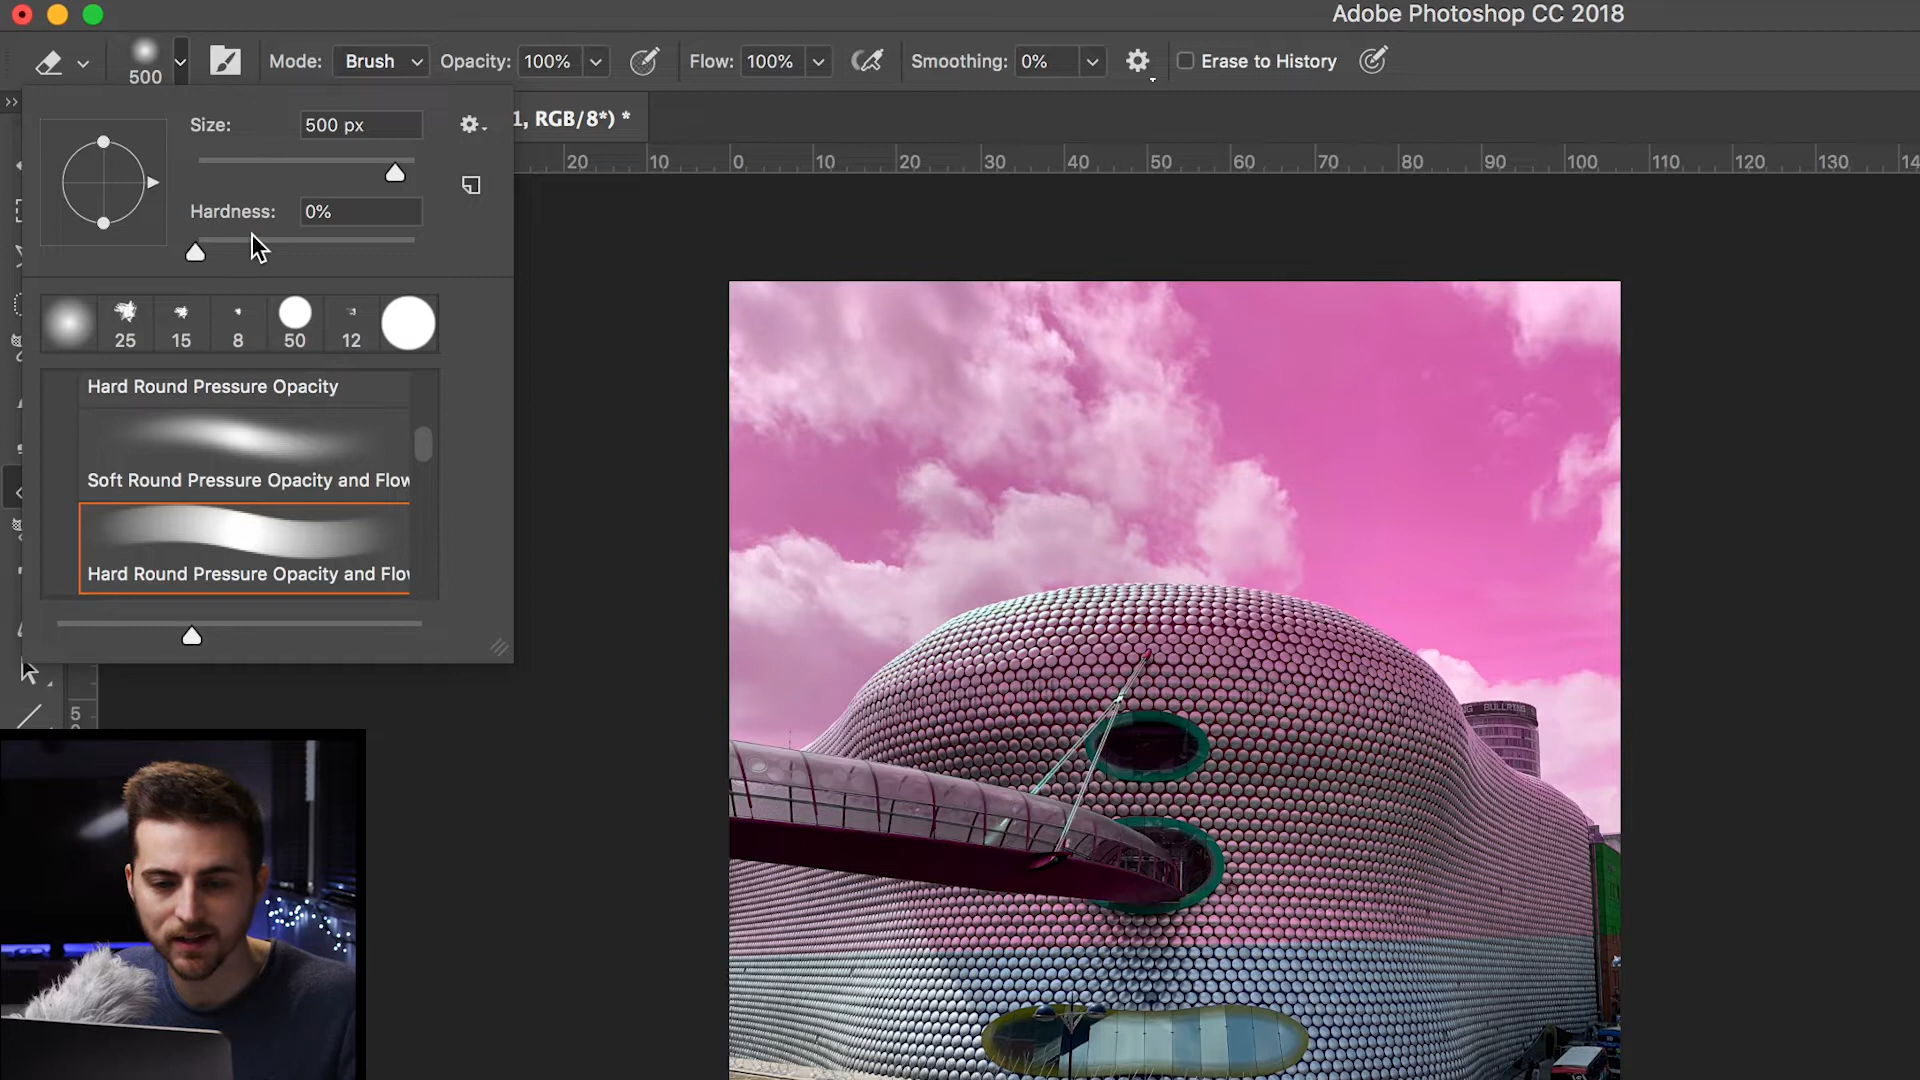 Adobe Photoshop CC 2018
500 Mode: Brush Opacity: 100% Flow: 100% Smoothing: 0% Erase to History
Size: 500 px
1, RGB/8*) *
20 10 0 10 20 30 40 50 60 70 80 90 100 110 120 130 14
Hardness: 0%
25 15 8 50 12
Hard Round Pressure Opacity
Soft Round Pressure Opacity and Flow
Hard Round Pressure Opacity and Flo
5
BULLRING